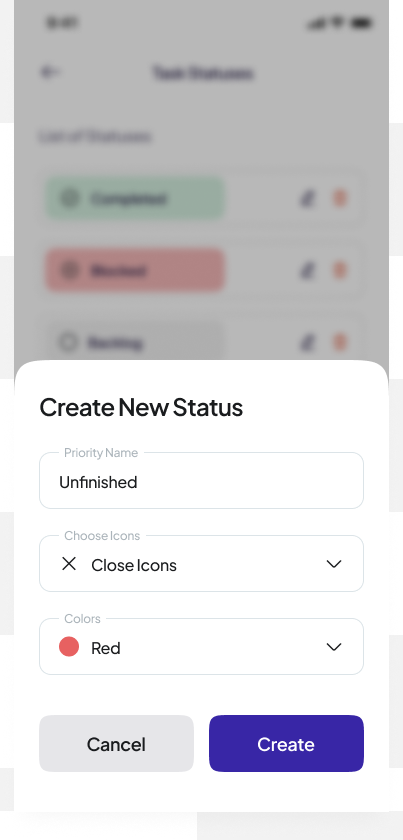 9:41
Task Statuses
List of Statuses
Completed
Blocked
Backlog
Create New Status
Priority Name
Unfinished
Choose Icons
Close Icons
Colors
Red
Cancel
Create